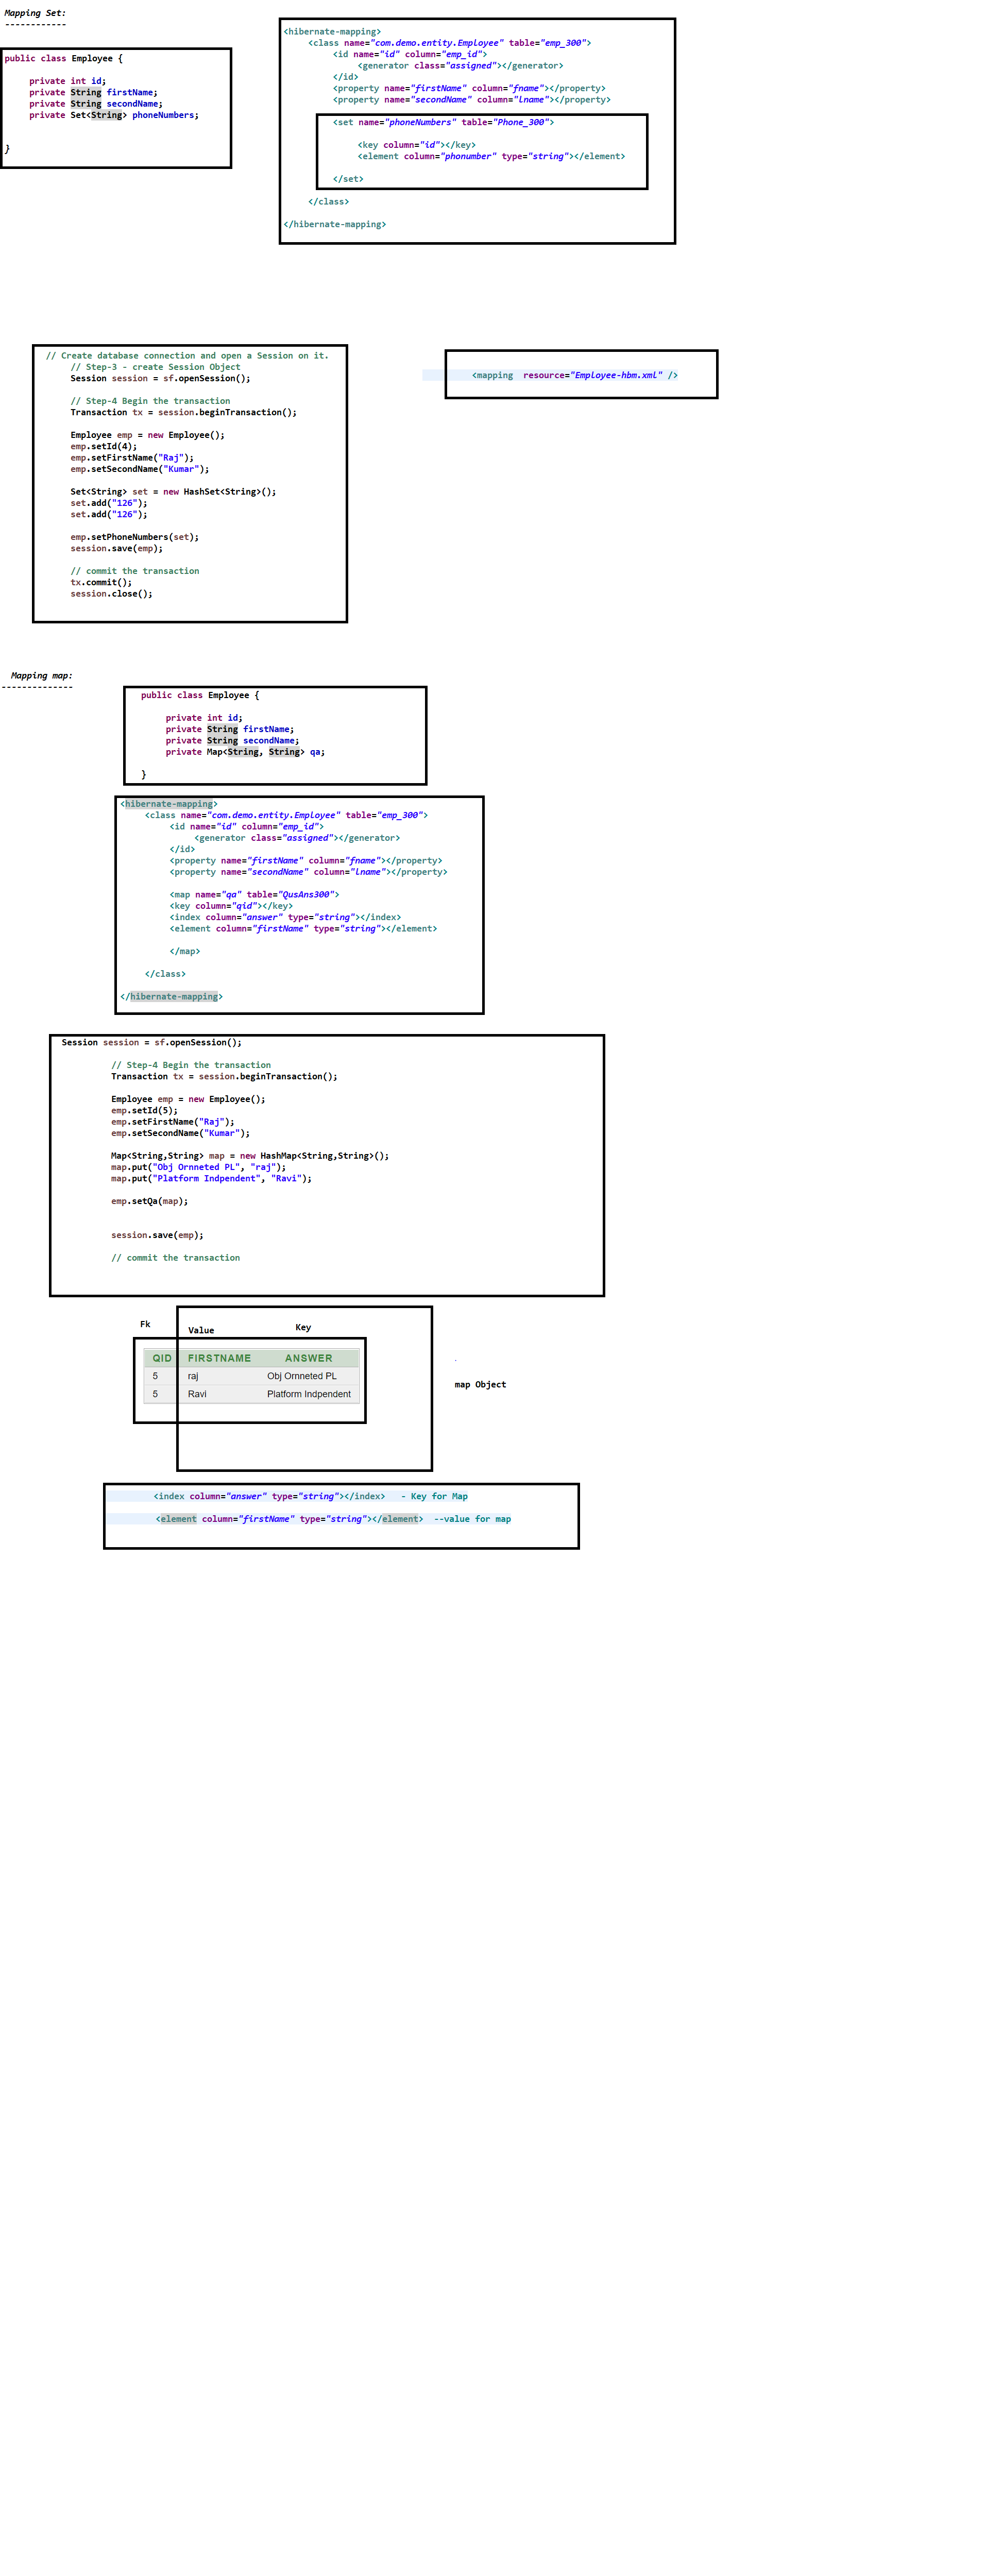 Mapping Set:
------------
public class Employee {
private int id;
private String firstName;
private String secondName;
private Set<String> phoneNumbers;
}
<hibernate-mapping>
<class name="com.demo.entity.Employee" table="emp_300">
<id name="id" column="emp_id">
<generator class="assigned"></generator>
</id>
<property name="firstName" column="fname"></property>
<property name="secondName" column="lname"></property>
<set name="phoneNumbers" table="Phone_300">
<key column="id"></key>
<element column="phonumber" type="string"></element>
</set>
</class>
</hibernate-mapping>
// Create database connection and open a Session on it.
// Step-3 - create Session Object
Session session = sf.openSession();
// Step-4 Begin the transaction
Transaction tx = session.beginTransaction();
Employee emp = new Employee();
emp.setId(4);
emp.setFirstName("Raj");
emp.setSecondName("Kumar");
Set<String> set = new HashSet<String>();
set.add("126");
set.add("126");
emp.setPhoneNumbers(set);
session.save(emp);
// commit the transaction
tx.commit();
session.close();
<mapping  resource="Employee-hbm.xml" />
Mapping map:
--------------
public class Employee {
private int id;
private String firstName;
private String secondName;
private Map<String, String> qa;
}
<hibernate-mapping>
<class name="com.demo.entity.Employee" table="emp_300">
<id name="id" column="emp_id">
<generator class="assigned"></generator>
</id>
<property name="firstName" column="fname"></property>
<property name="secondName" column="lname"></property>
<map name="qa" table="QusAns300">
<key column="qid"></key>
<index column="answer" type="string"></index>
<element column="firstName" type="string"></element>
</map>
</class>
</hibernate-mapping>
Session session = sf.openSession();
// Step-4 Begin the transaction
Transaction tx = session.beginTransaction();
Employee emp = new Employee();
emp.setId(5);
emp.setFirstName("Raj");
emp.setSecondName("Kumar");
Map<String,String> map = new HashMap<String,String>();
map.put("Obj Ornneted PL", "raj");
map.put("Platform Indpendent", "Ravi");
emp.setQa(map);
session.save(emp);
// commit the transaction
Fk Value Key
QID FIRSTNAME ANSWER
5 raj Obj Ornneted PL
5 Ravi Platform Indpendent
.
map Object
<index column="answer" type="string"></index>   - Key for Map
<element column="firstName" type="string"></element>  --value for map